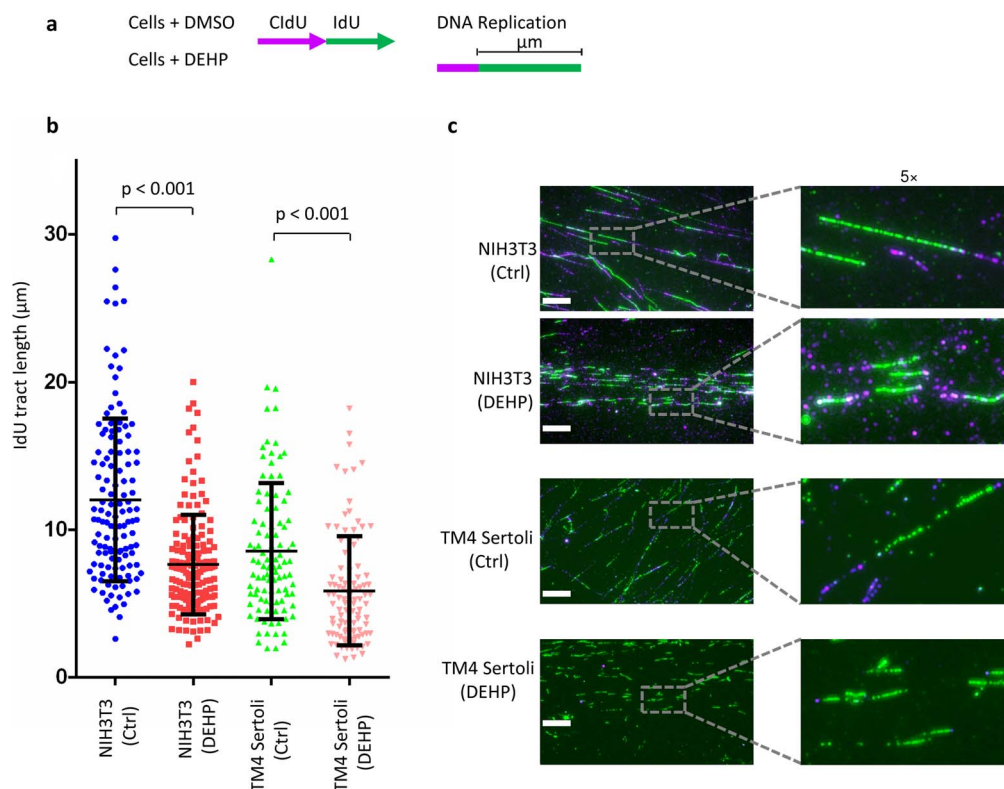 a
Cells + DMSO
Cells + DEHP
CldU IdU
DNA Replication
μm
b
p < 0.001
p < 0.001
IdU tract length (μm)
30
20
10
0
NIH3T3
(Ctrl)
NIH3T3
(DEHP)
TM4 Sertoli
(Ctrl)
TM4 Sertoli
(DEHP)
c
5×
NIH3T3
(Ctrl)
NIH3T3
(DEHP)
TM4 Sertoli
(Ctrl)
TM4 Sertoli
(DEHP)